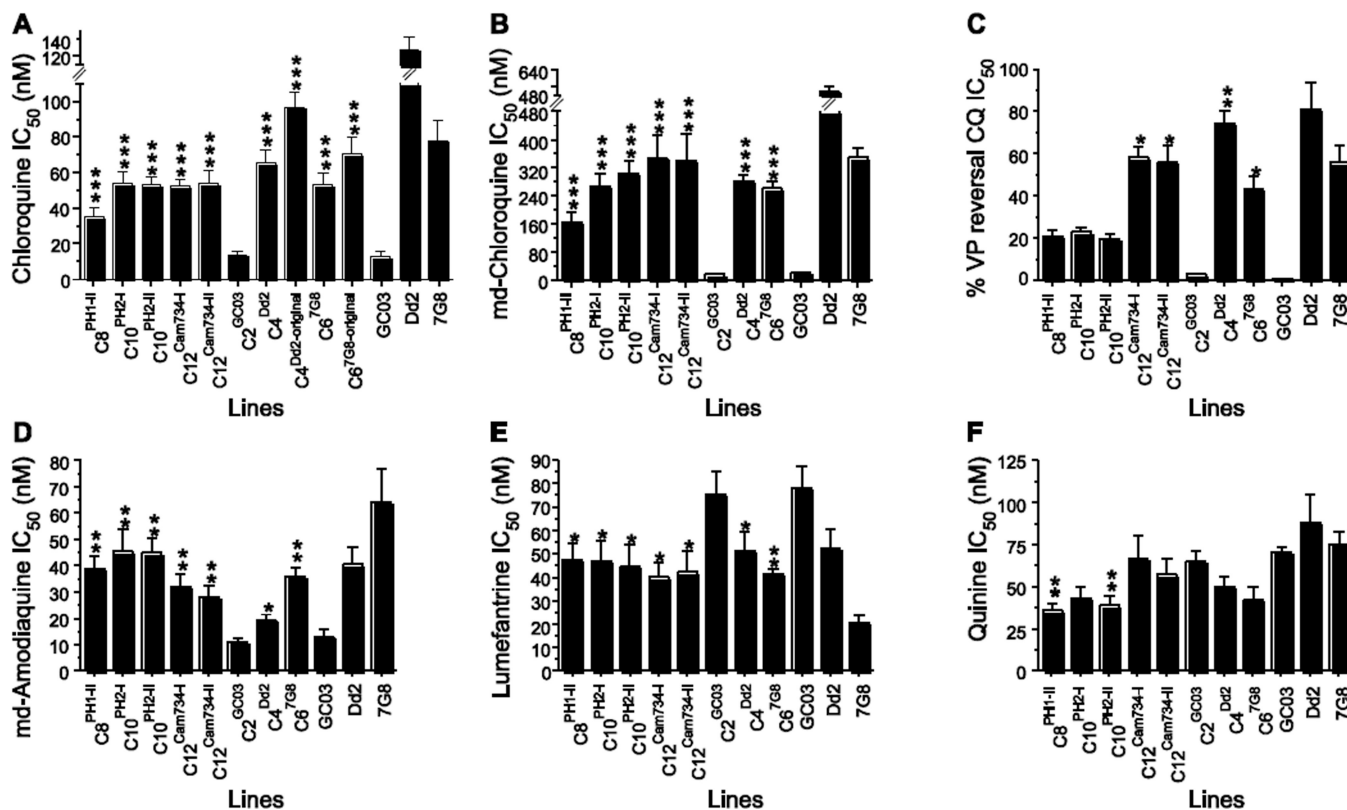 A
Chloroquine IC50 (nM)
140
120
100
80
60
40
20
0
***
***
***
***
***
***
***
***
***
C8PH1-II
C10PH2-I
C10PH2-II
C12Cam734-I
C12Cam734-II
C2GC03
C4Dd2
C4Dd2-original
C67G8
C67G8-original
GC03
Dd2
7G8
Lines
B
md-Chloroquine IC50 (nM)
640
480
480
400
320
240
160
80
0
***
***
***
***
***
***
***
C8PH1-II
C10PH2-I
C10PH2-II
C12Cam734-I
C12Cam734-II
C2GC03
C4Dd2
C67G8
GC03
Dd2
7G8
Lines
C
% VP reversal CQ IC50
100
80
60
40
20
0
*
*
**
*
C8PH1-II
C10PH2-I
C10PH2-II
C12Cam734-I
C12Cam734-II
C2GC03
C4Dd2
C67G8
GC03
Dd2
7G8
Lines
D
md-Amodiaquine IC50 (nM)
80
70
60
50
40
30
20
10
0
**
**
**
**
**
*
**
C8PH1-II
C10PH2-I
C10PH2-II
C12Cam734-I
C12Cam734-II
C2GC03
C4Dd2
C67G8
GC03
Dd2
7G8
Lines
E
Lumefantrine IC50 (nM)
90
80
70
60
50
40
30
20
10
0
*
*
*
*
*
*
*
C8PH1-II
C10PH2-I
C10PH2-II
C12Cam734-I
C12Cam734-II
C2GC03
C4Dd2
C67G8
GC03
Dd2
7G8
Lines
F
Quinine IC50 (nM)
125
100
75
50
25
0
**
**
C8PH1-II
C10PH2-I
C10PH2-II
C12Cam734-I
C12Cam734-II
C2GC03
C4Dd2
C67G8
GC03
Dd2
7G8
Lines